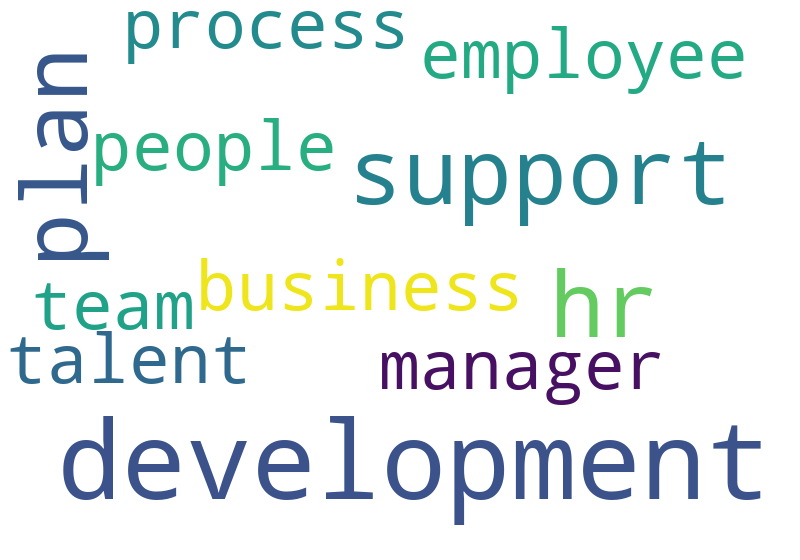 process
employee
plan
people
support
business
team
hr
talent
manager
development